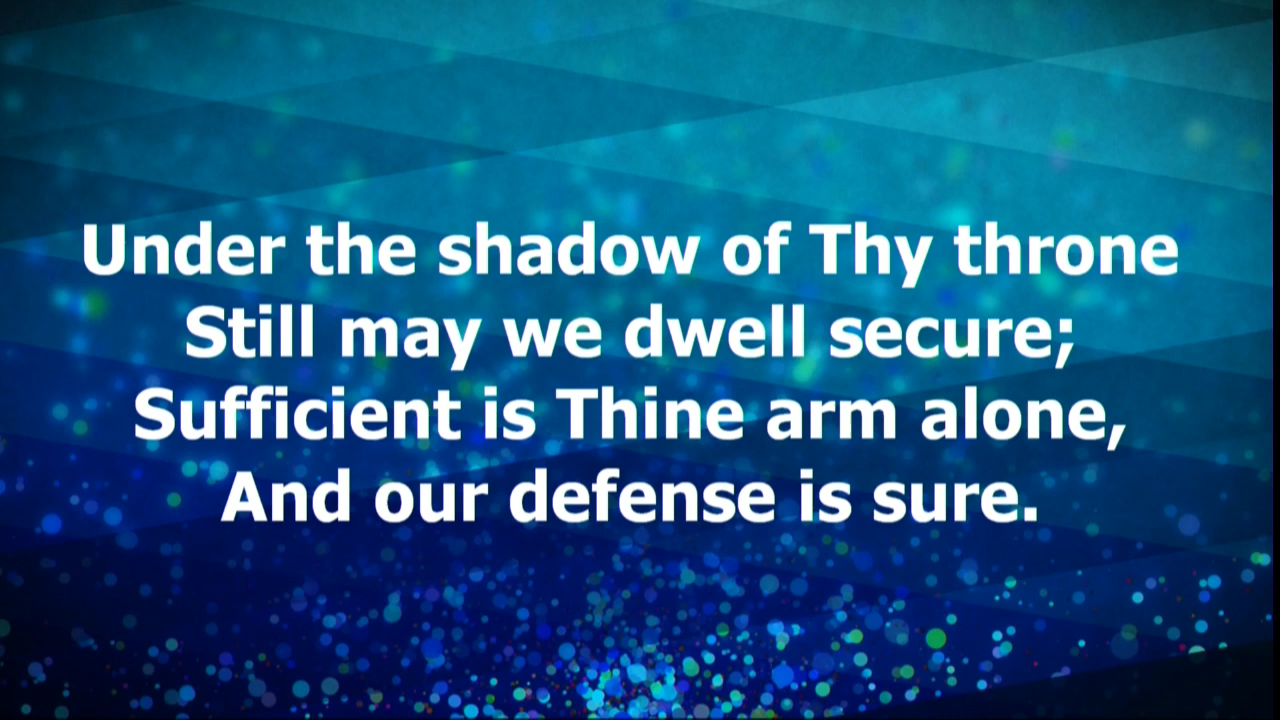 Under the shadow of Thy throne
Still may we dwell secure;
Sufficient is Thine arm alone,
And our defense is sure.